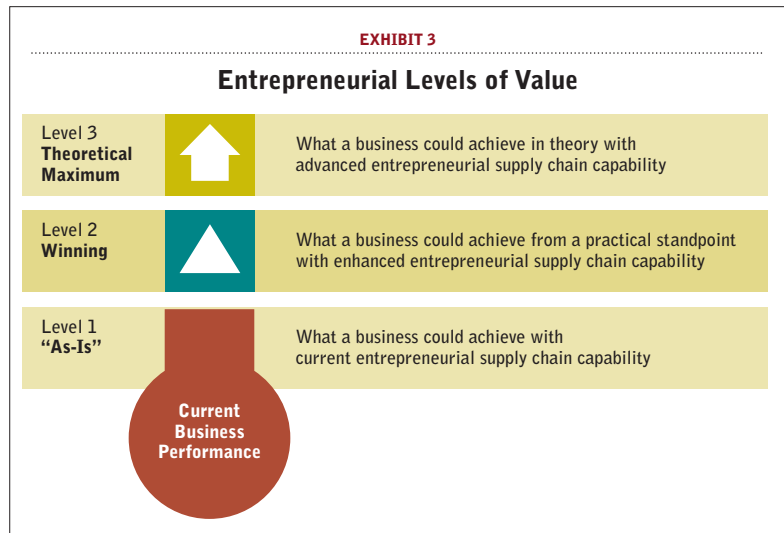 EXHIBIT 3
Entrepreneurial Levels of Value
Level 3
Theoretical
Maximum
What a business could achieve in theory with
advanced entrepreneurial supply chain capability
Level 2
Winning
What a business could achieve from a practical standpoint
with enhanced entrepreneurial supply chain capability
Level 1
“As-Is”
What a business could achieve with
current entrepreneurial supply chain capability
Current
Business
Performance